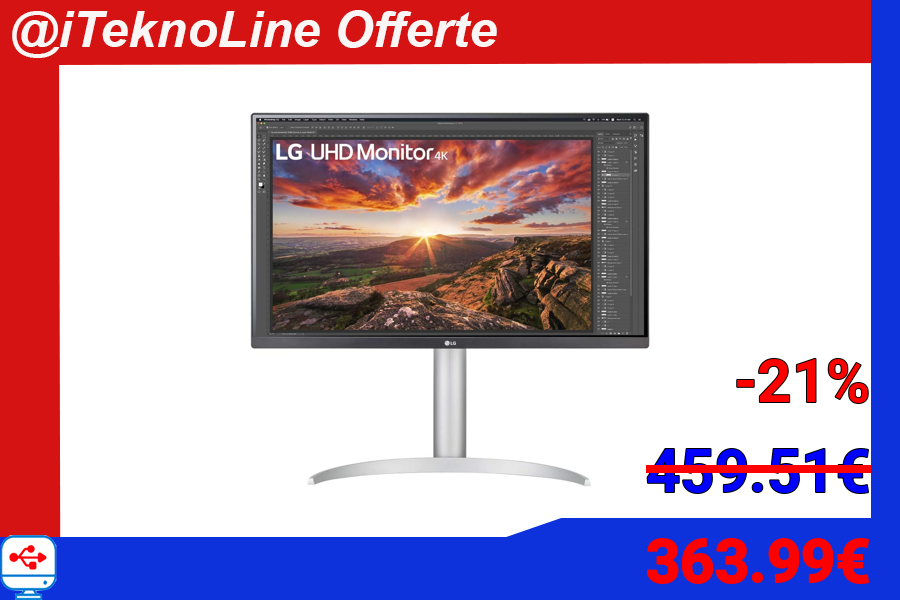 @iTeknoLine Offerte
LG UHD Monitor 4K
LG
-21%
459.51€
363.99€